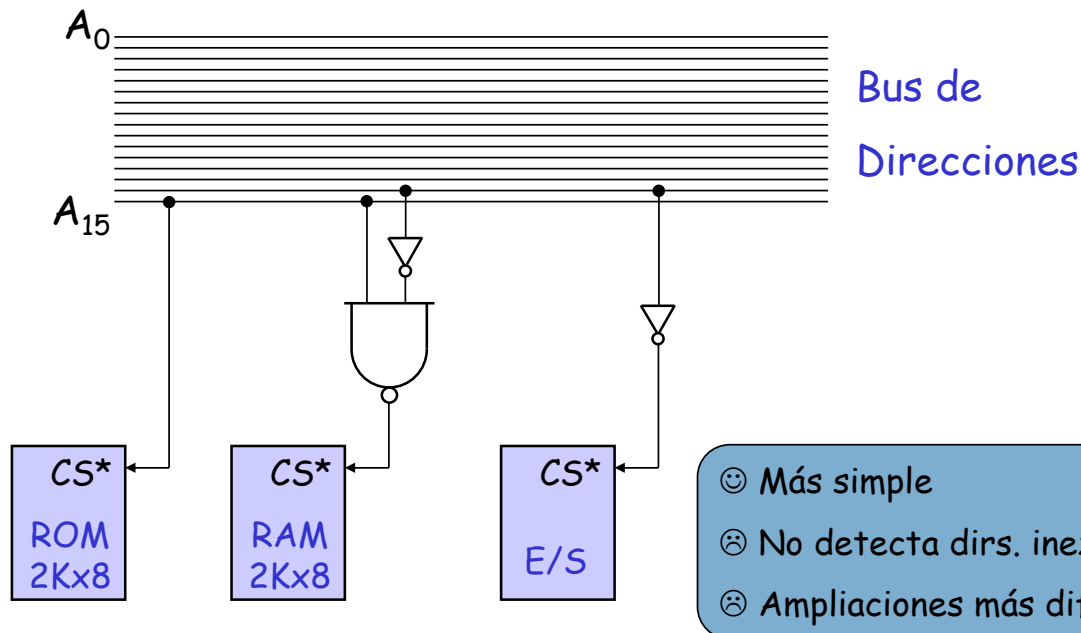 A0
Bus de
Direcciones
A15
CS*
ROM
2Kx8
CS*
RAM
2Kx8
CS*
E/S
☺ Más simple
☹ No detecta dirs.
☹ Ampliaciones más